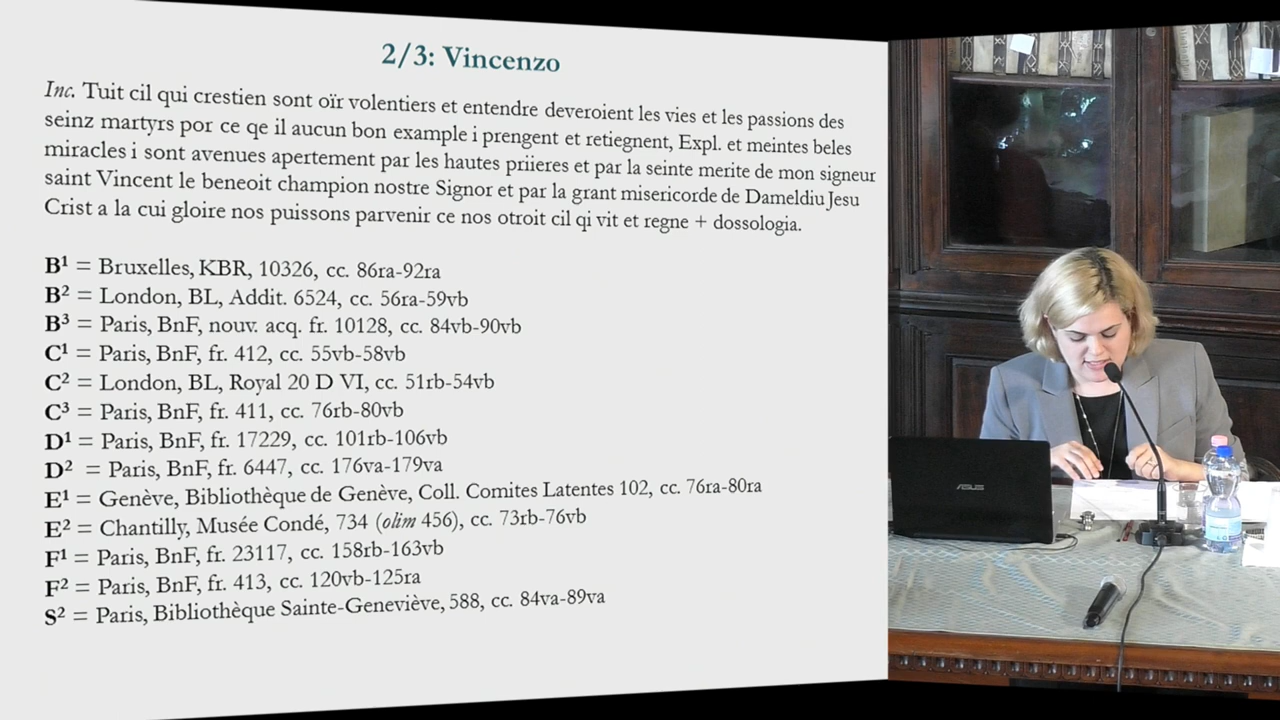 2/3: Vincenzo
Inc. Tuit cil qui crestien sont oïr volentiers et entendre deveroient les vies et les passions des
seinz martyrs por ce qe il aucun bon example i prengent et retiegnent, Expl. et meintes beles
miracles i sont avenues apertement par les hautes priieres et par la seinte merite de mon signeur
saint Vincent le beneoit champion nostre Signor et par la grant misericorde de Dameldiu Jesu
Crist a la cui gloire nos puissons parvenir ce nos otroit cil qi vit et regne + dossologia.
B¹ = Bruxelles, KBR, 10326, cc. 86ra-92ra
B² = London, BL, Addit. 6524, cc. 56ra-59vb
B³ = Paris, BnF, nouv. acq. fr. 10128, cc. 84vb-90vb
C¹ = Paris, BnF, fr. 412, cc. 55vb-58vb
C² = London, BL, Royal 20 D VI, cc. 51rb-54vb
C³ = Paris, BnF, fr. 411, cc. 76rb-80vb
D¹ = Paris, BnF, fr. 17229, cc. 101rb-106vb
D² = Paris, BnF, fr. 6447, cc. 176va-179va
E¹ = Genève, Bibliothèque de Genève, Coll. Comites Latentes 102, cc. 76ra-80ra
E² = Chantilly, Musée Condé, 734 (olim 456), cc. 73rb-76vb
F¹ = Paris, BnF, fr. 23117, cc. 158rb-163vb
F² = Paris, BnF, fr. 413, cc. 120vb-125ra
S² = Paris, Bibliothèque Sainte-Geneviève, 588, cc. 84va-89va
ASUS